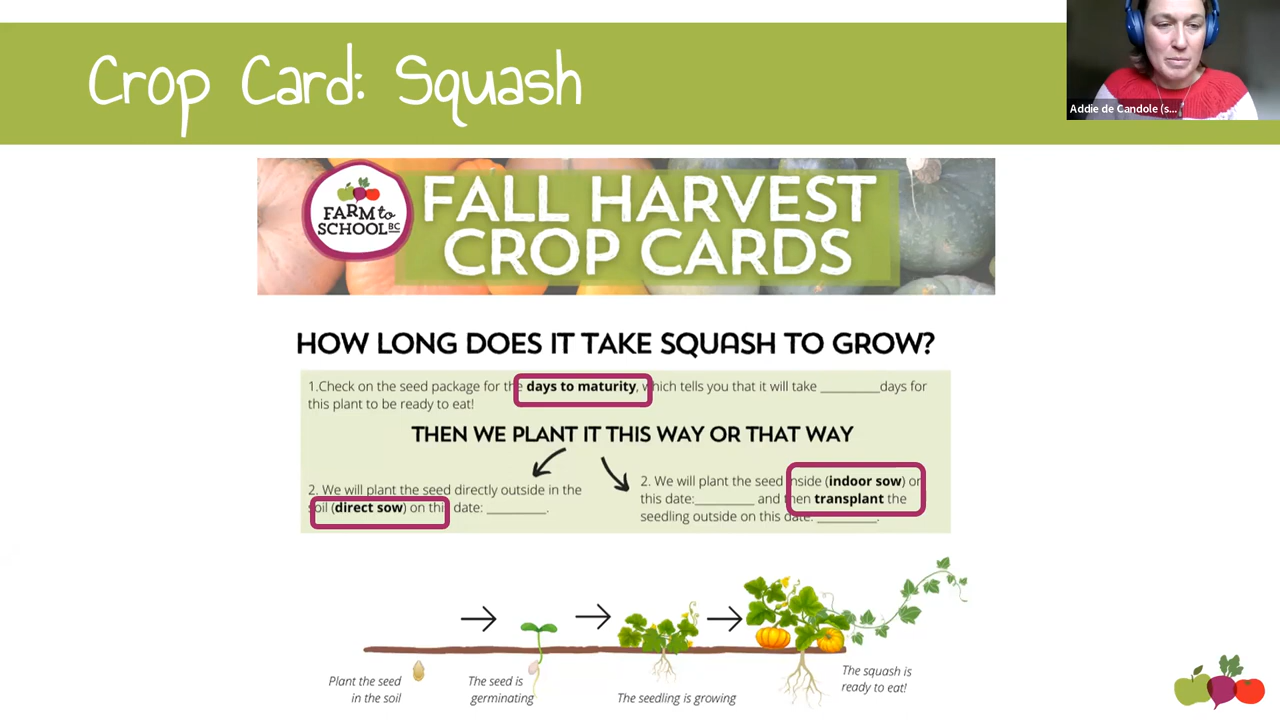 Crop Card: Squash
Addie de Candole (s...
FARM to
SCHOOL BC
FALL HARVEST
CROP CARDS
HOW LONG DOES IT TAKE SQUASH TO GROW?
1.Check on the seed package for the days to maturity, which tells you that it will take __________days for
this plant to be ready to eat!
THEN WE PLANT IT THIS WAY OR THAT WAY
2. We will plant the seed directly outside in the
soil (direct sow) on this date: __________.
2. We will plant the seed inside (indoor sow) on
this date:__________ and then transplant the
seedling outside on this date: __________.
Plant the seed
in the soil
The seed is
germinating
The seedling is growing
The squash is
ready to eat!